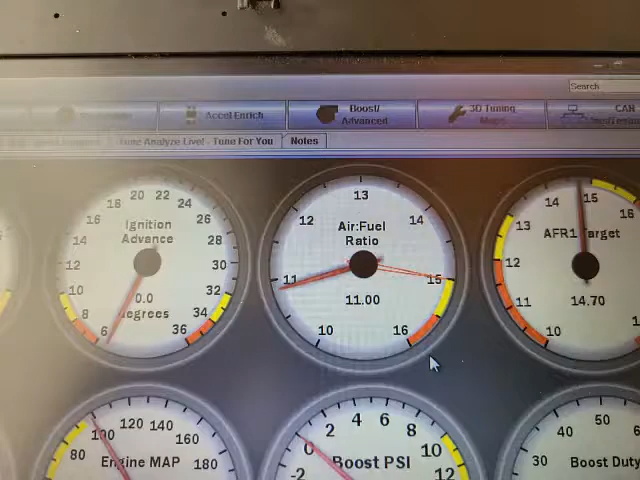 Search
Accel Enrich
Boost/
Advanced
3D Tuning
Maps
CAN
Tune Analyze Live! - Tune For You
Notes
6
8
10
12
14
16
18
20
22
24
26
28
30
32
34
36
Ignition
Advance
0.0
degrees
10
11
12
13
14
15
16
Air:Fuel
Ratio
11.00
10
11
12
13
14
15
16
AFR1 Target
14.70
80
100
120
140
160
180
Engine MAP
-2
0
2
4
6
8
10
12
Boost PSI
30
40
50
Boost Duty